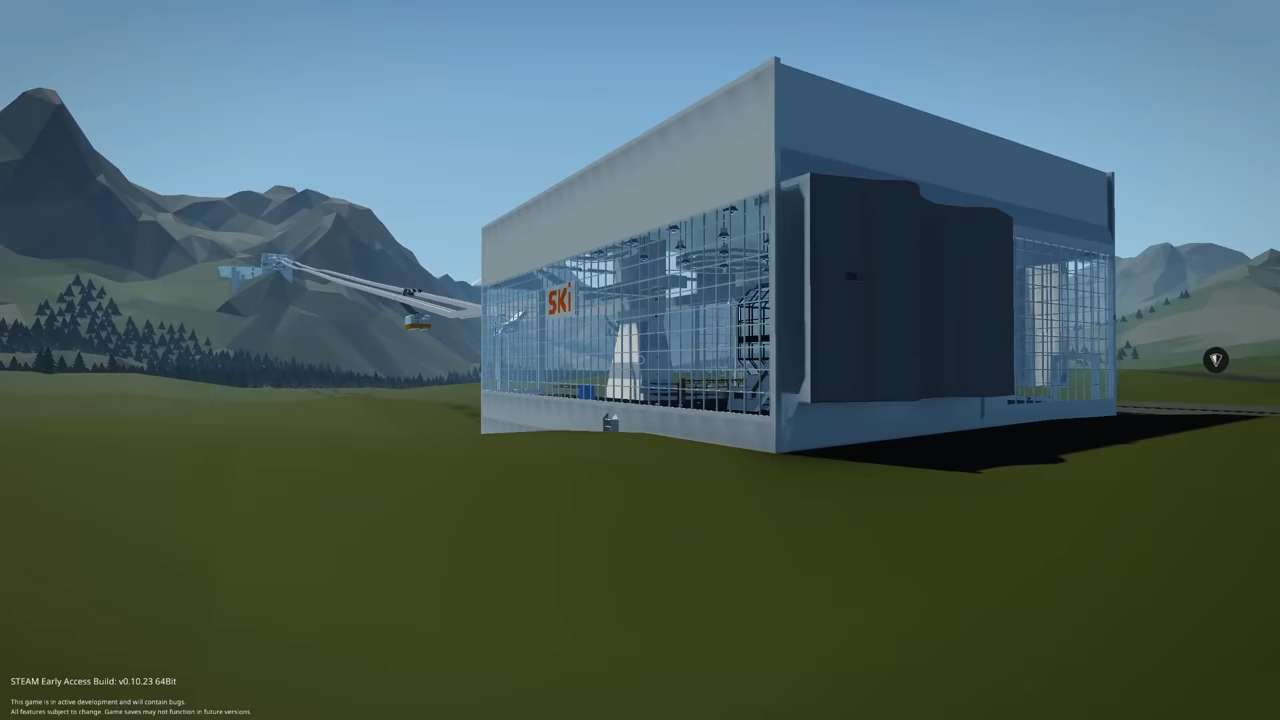 SKi
STEAM Early Access Build: v0.10.23 64Bit
This game is in active development and will contain bugs.
All features subject to change. Game saves may not function in future versions.